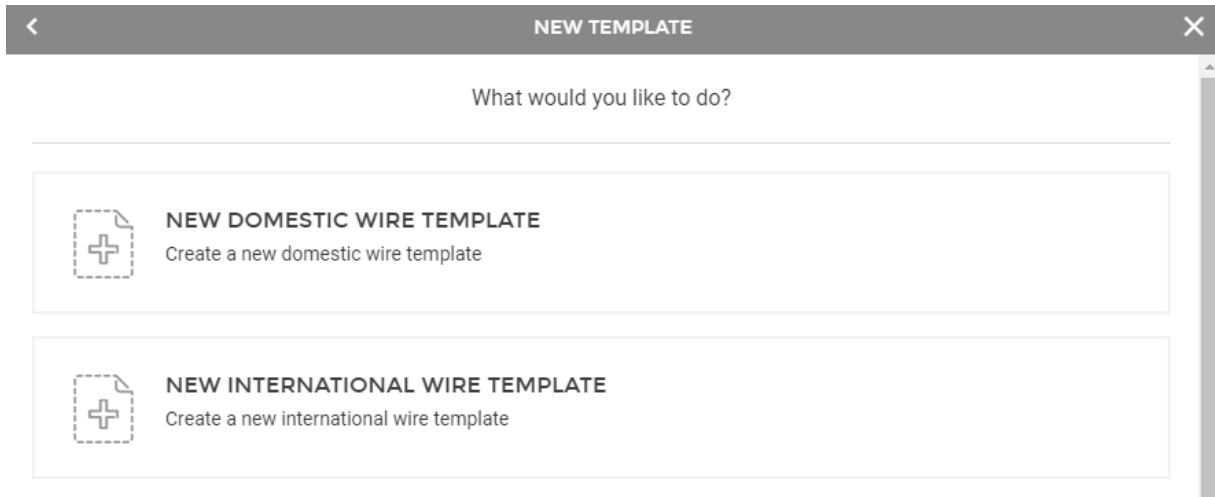 NEW TEMPLATE
What would you like to do?
NEW DOMESTIC WIRE TEMPLATE
Create a new domestic wire template
NEW INTERNATIONAL WIRE TEMPLATE
Create a new international wire template